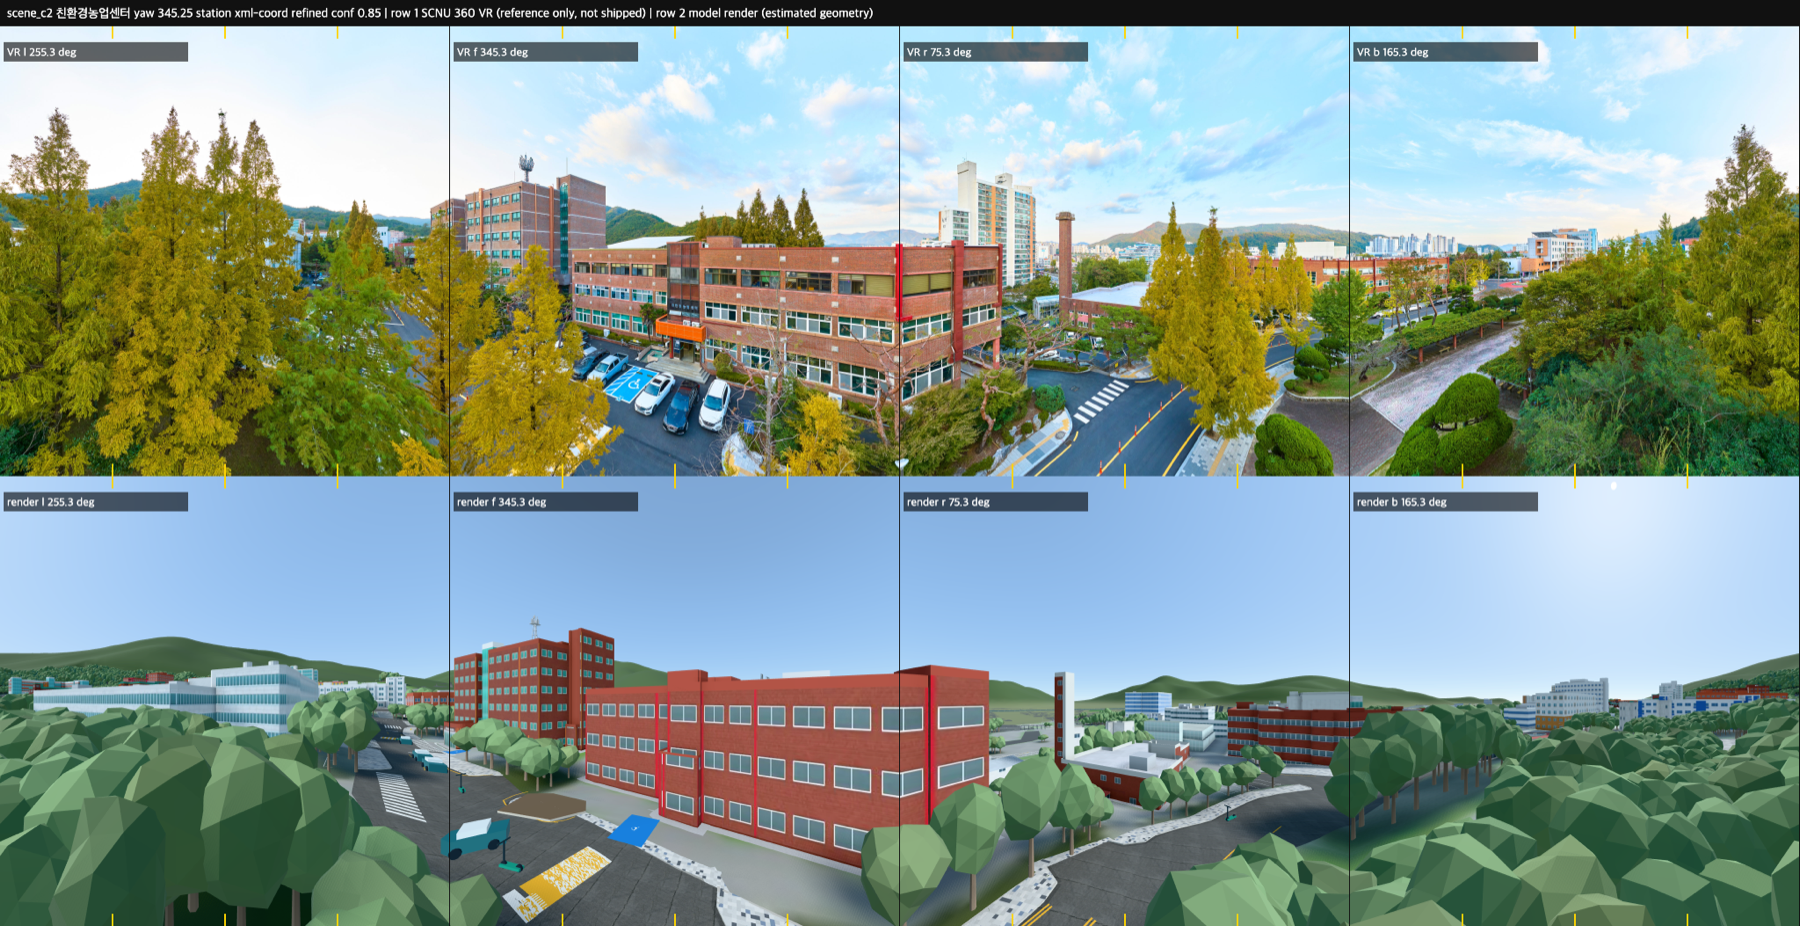 scene_c2 친환경농업센터 yaw 345.25 station xml-coord refined conf 0.85 | row 1 SCNU 360 VR (reference only, not shipped) | row 2 model render (estimated geometry)
VR l 255.3 deg
VR f 345.3 deg
VR r 75.3 deg
VR b 165.3 deg
render l 255.3 deg
render f 345.3 deg
render r 75.3 deg
render b 165.3 deg